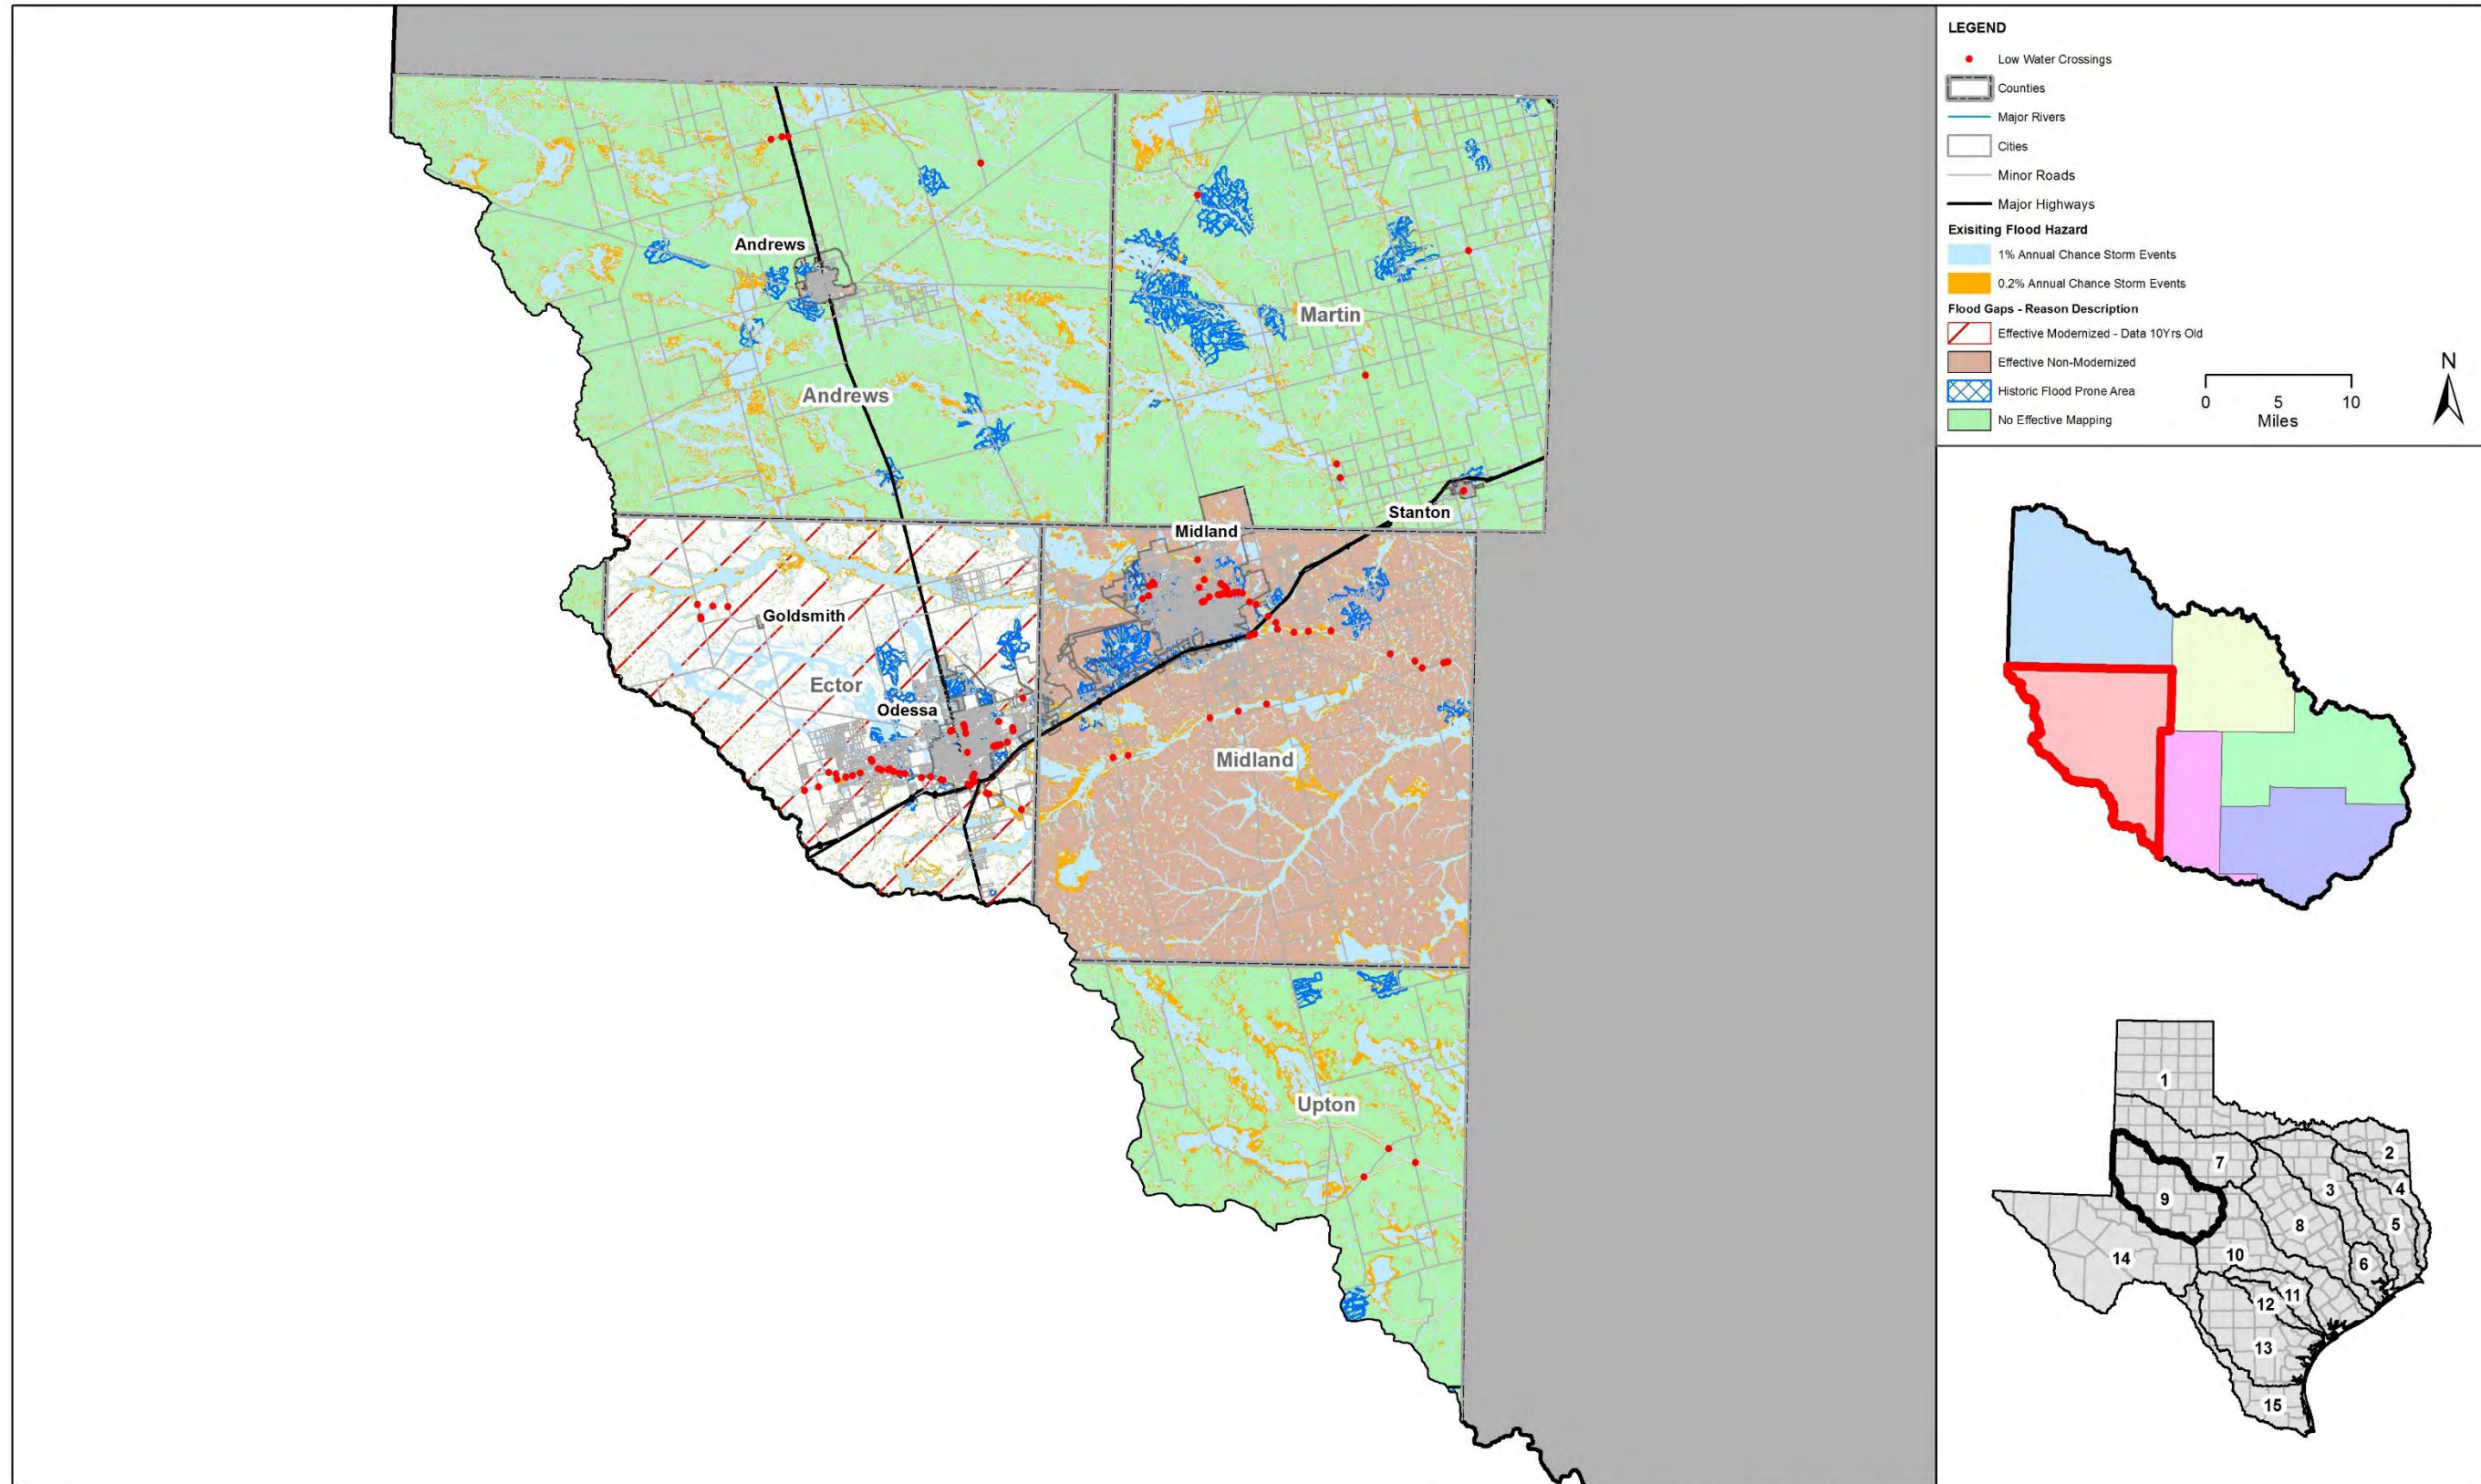 LEGEND
Low Water Crossings
Counties
Major Rivers
Cities
Minor Roads
Major Highways
Exisiting Flood Hazard
1% Annual Chance Storm Events
0.2% Annual Chance Storm Events
Flood Gaps - Reason Description
Effective Modernized - Data 10Yrs Old
Effective Non-Modernized
Historic Flood Prone Area
No Effective Mapping
0 5 10
Miles
N
Andrews
Martin
Andrews
Stanton
Midland
Goldsmith
Ector
Odessa
Midland
Upton
1
2
7
3
4
9
5
8
10
14
6
11
12
13
15